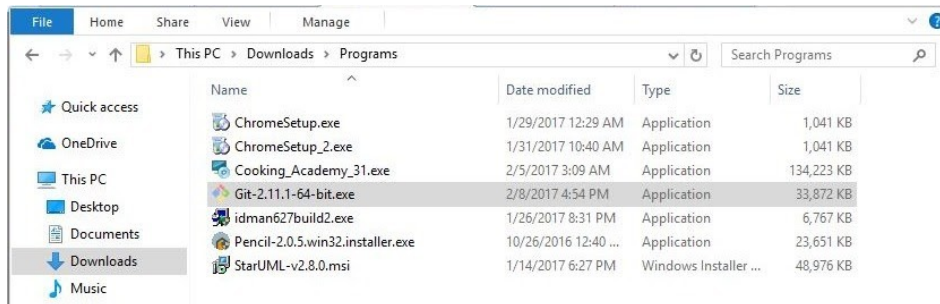 File Home Share View Manage
This PC > Downloads > Programs Search Programs
Name Date modified Type Size
Quick access
OneDrive
This PC
Desktop
Documents
Downloads
Music
ChromeSetup.exe 1/29/2017 12:29 AM Application 1,041 KB
ChromeSetup_2.exe 1/31/2017 10:40 AM Application 1,041 KB
Cooking_Academy_31.exe 2/5/2017 3:09 AM Application 134,223 KB
Git-2.11.1-64-bit.exe 2/8/2017 4:54 PM Application 33,872 KB
idman627build2.exe 1/26/2017 8:31 PM Application 6,767 KB
Pencil-2.0.5.win32.installer.exe 10/26/2016 12:40 ... Application 23,651 KB
StarUML-v2.8.0.msi 1/14/2017 6:27 PM Windows Installer ... 48,976 KB